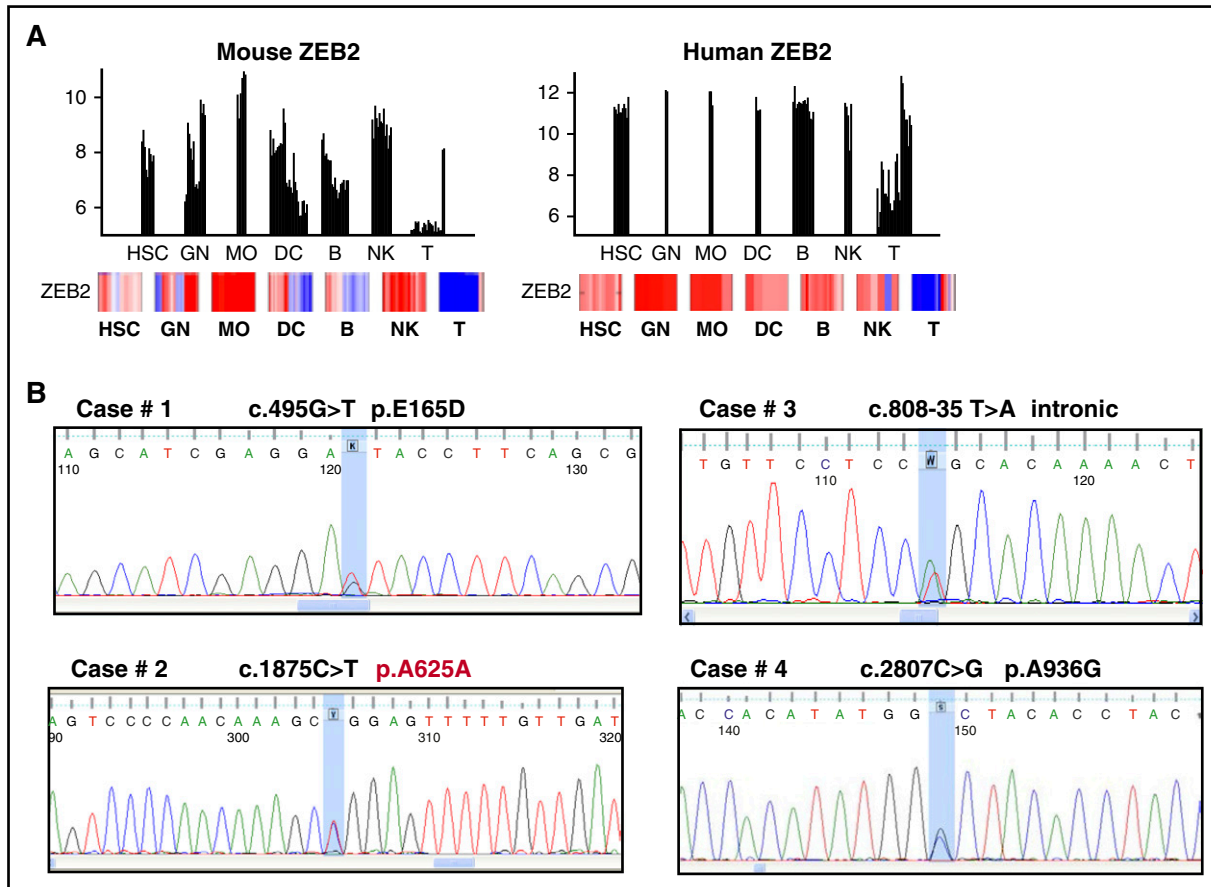 A
Mouse ZEB2
Human ZEB2
10
8
6
12
10
8
6
HSC GN MO DC B NK T
HSC GN MO DC B NK T
ZEB2
ZEB2
HSC GN MO DC B NK T
HSC GN MO DC B NK T
B
Case # 1 c.495G>T p.E165D
K
A G C A T C G A G G A T A C C T T C A G C G
110 120 130
Case # 3 c.808-35 T>A intronic
W
T G T T C C T C C G C A C A A A A C T
110 120
Case # 2 c.1875C>T p.A625A
Y
A G T C C C C A A C A A A G C G G A G T T T T T G T T G A T
90 300 310 320
Case # 4 c.2807C>G p.A936G
S
A C C A C A T A T G G C T A C A C C T A C
140 150